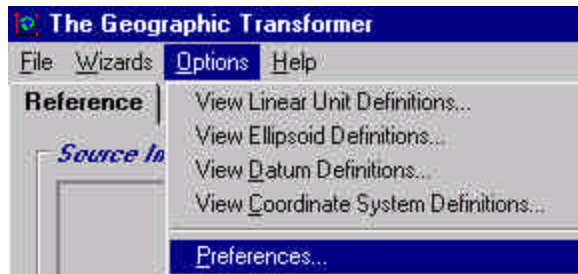 The Geographic Transformer
File Wizards Options Help
Reference
View Linear Unit Definitions...
View Ellipsoid Definitions...
Source In
View Datum Definitions...
View Coordinate System Definitions...
Preferences...